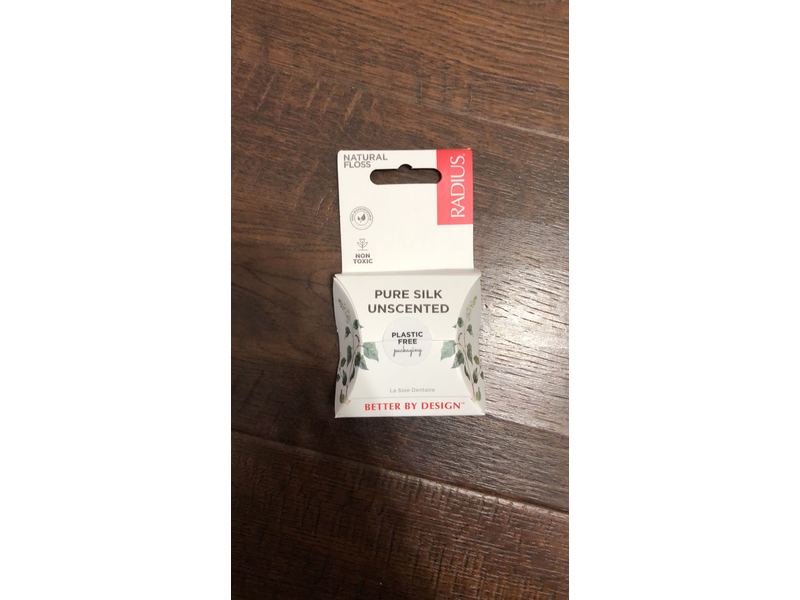 NATURAL
FLOSS
RADIUS
NON
TOXIC
PURE SILK
UNSCENTED
PLASTIC
FREE
packaging
La Soie Dentaire
BETTER BY DESIGN™